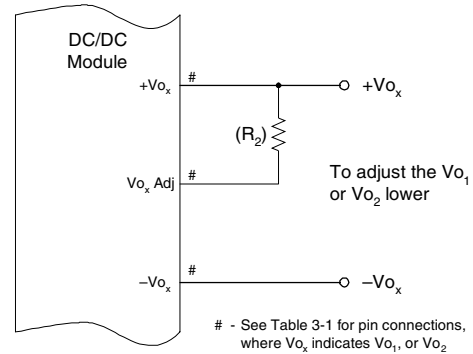 DC/DC
Module
+Voₓ
#
+Voₓ
(R₂)
Voₓ Adj
#
To adjust the Vo₁
or Vo₂ lower
–Voₓ
#
–Voₓ
# - See Table 3-1 for pin connections,
where Voₓ indicates Vo₁, or Vo₂